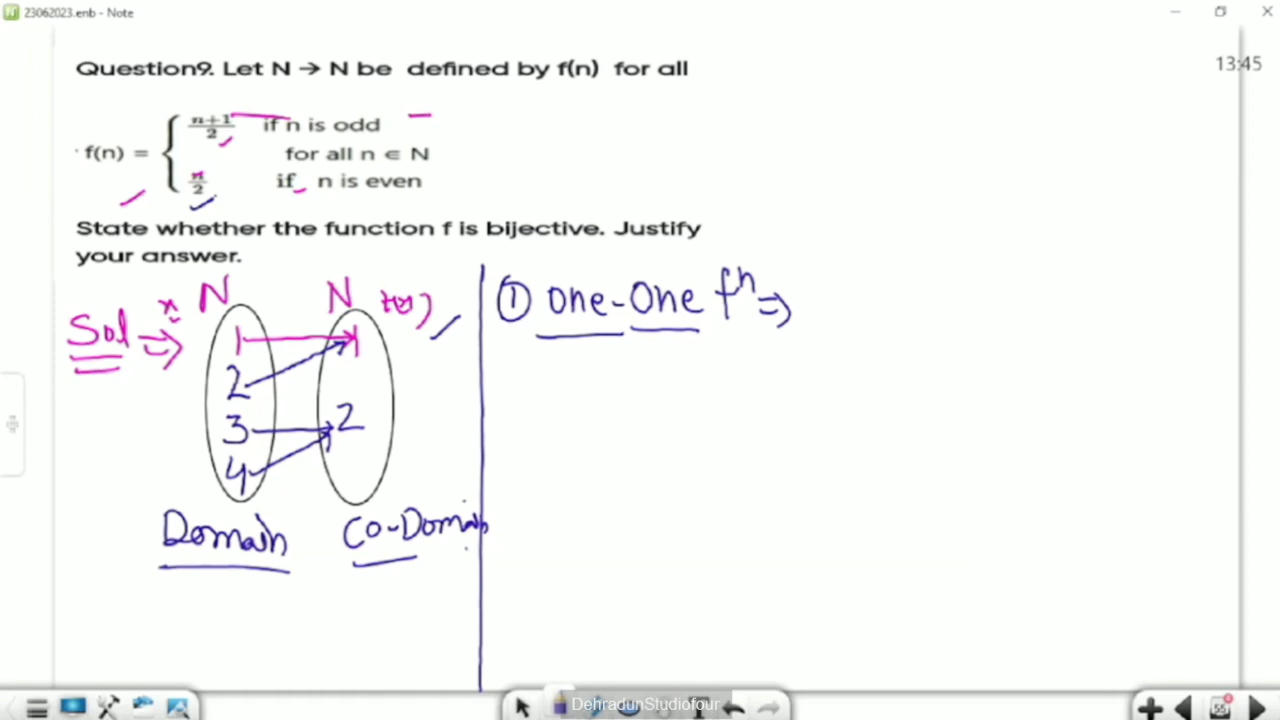 23062023.enb - Note
13:45
Question9. Let N → N be defined by f(n) for all
f(n) = { n+1/2 if n is odd
for all n ∈ N
n/2 if n is even
State whether the function f is bijective. Justify
your answer.
Sol ⇒ N N
1 1
2
3 2
4
Domain Co-Domain
① One-One fn ⇒
DehradunStudiofour